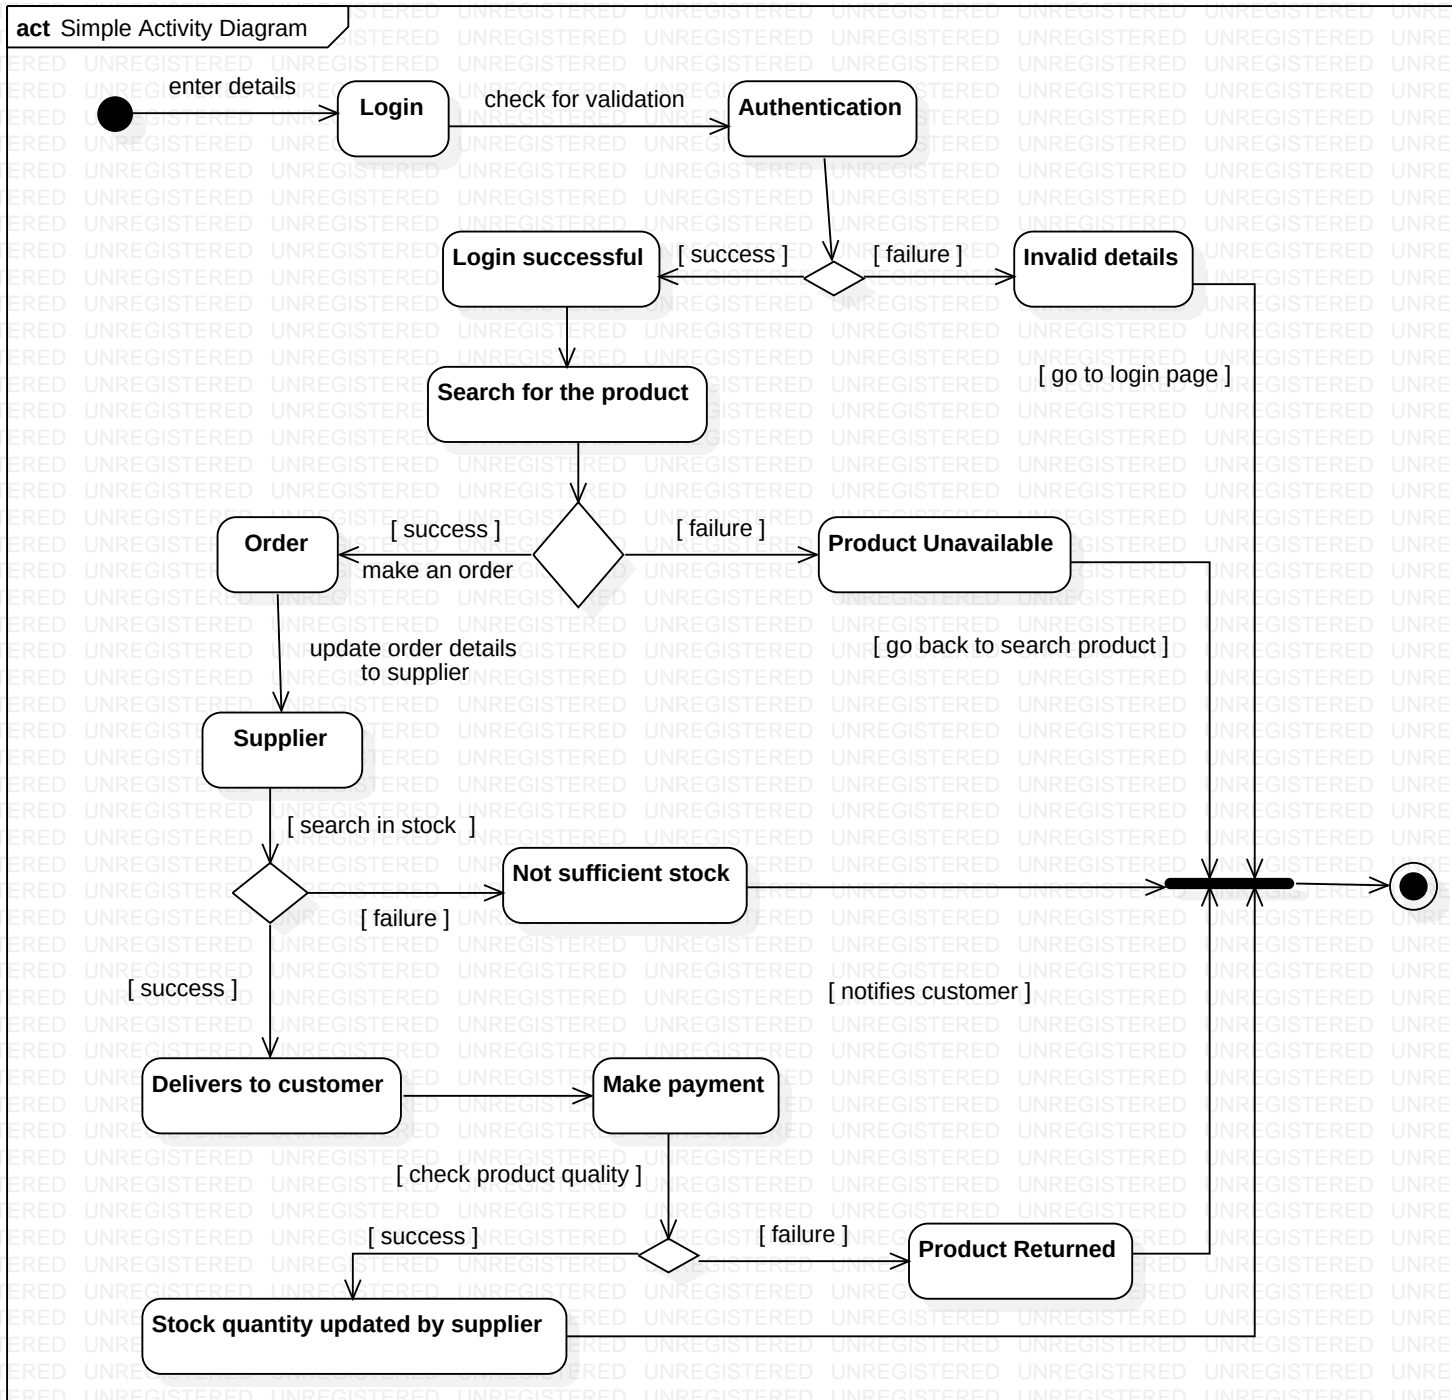 act Simple Activity Diagram
enter details
Login
check for validation
Authentication
Login successful
[ success ]
[ failure ]
Invalid details
[ go to login page ]
Search for the product
Order
[ success ]
make an order
[ failure ]
Product Unavailable
update order details
to supplier
[ go back to search product ]
Supplier
[ search in stock  ]
Not sufficient stock
[ failure ]
[ success ]
[ notifies customer ]
Delivers to customer
Make payment
[ check product quality ]
[ success ]
[ failure ]
Product Returned
Stock quantity updated by supplier
UNREGISTERED